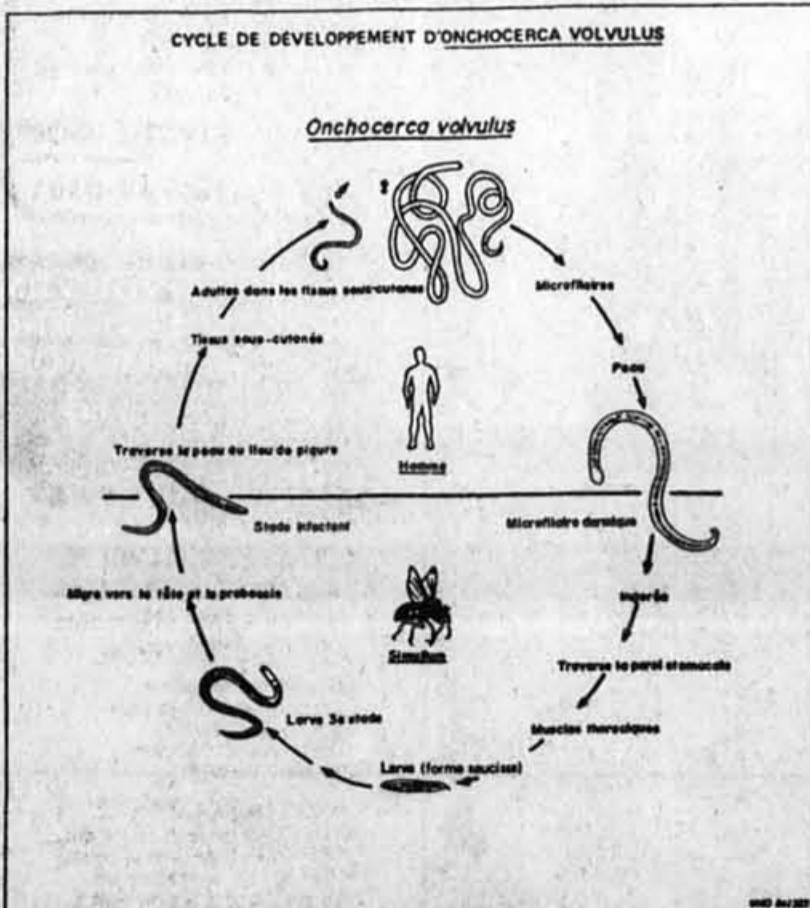 CYCLE DE DÉVELOPPEMENT D'ONCHOCERCA VOLVULUS
Onchocerca volvulus
♂ ♀
Adultes dans les tissus sous-cutanés
Microfilaires
Tissus sous-cutanés
Peau
Traverse la peau au lieu de piqure
Homme
Stade infectant
Microfilaire dermique
Migre vers la tête et la proboscis
Ingérée
Simulium
Traverse la paroi stomacale
Larve 3e stade
Muscles thoraciques
Larve (forme saucisse)
WHO